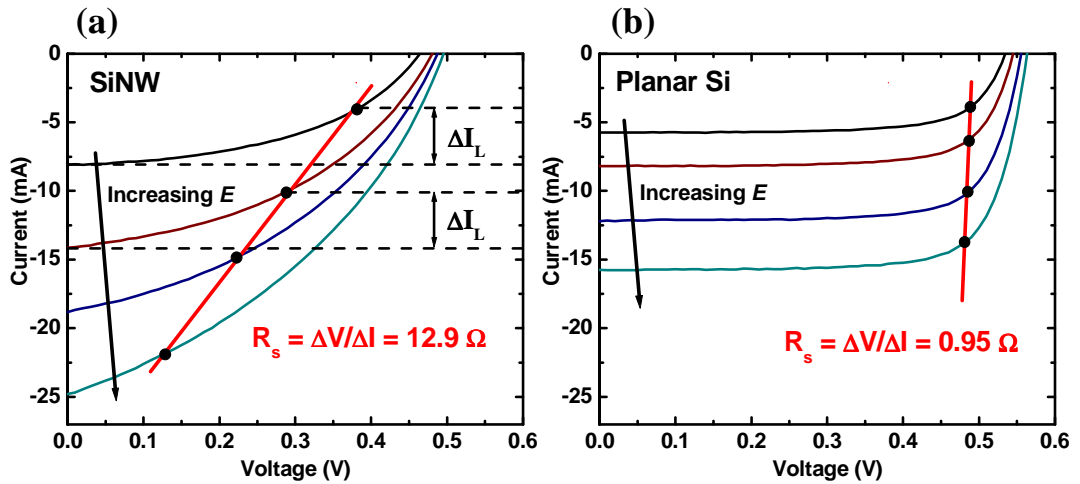 (a)
SiNW
0
-5
-10
-15
-20
-25
Current (mA)
Increasing E
ΔI_L
ΔI_L
R_s = ΔV/ΔI = 12.9 Ω
0.0 0.1 0.2 0.3 0.4 0.5 0.6
Voltage (V)
(b)
Planar Si
0
-5
-10
-15
-20
-25
Current (mA)
Increasing E
R_s = ΔV/ΔI = 0.95 Ω
0.0 0.1 0.2 0.3 0.4 0.5 0.6
Voltage (V)